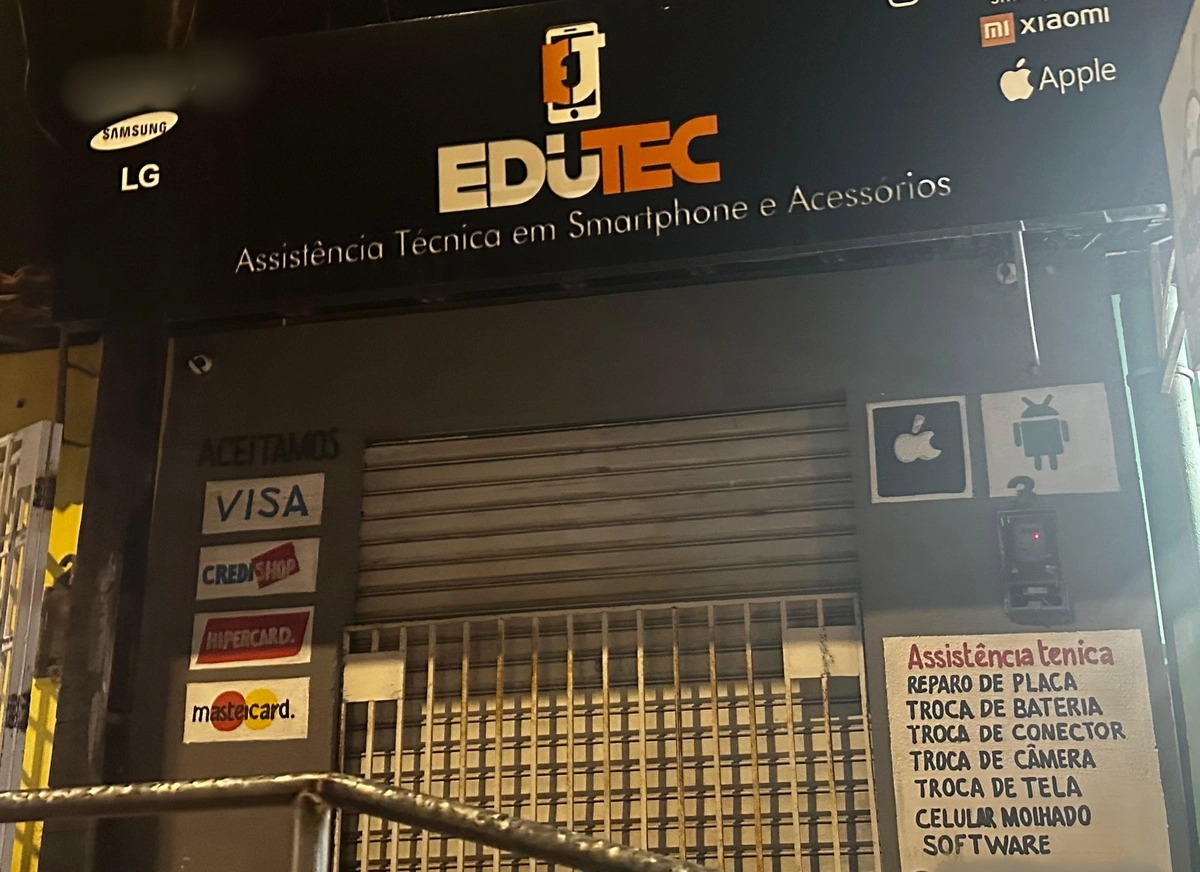 SAMSUNG
LG
mi xiaomi
Apple
EDUTEC
Assistência Técnica em Smartphone e Acessórios
ACEITAMOS
VISA
CREDISHOP
HIPERCARD.
mastercard.
Assistência tenica
REPARO DE PLACA
TROCA DE BATERIA
TROCA DE CONECTOR
TROCA DE CÂMERA
TROCA DE TELA
CELULAR MOLHADO
SOFTWARE